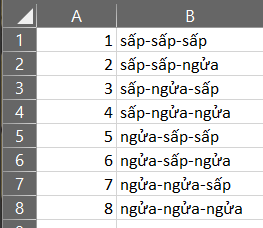 A B
1 1 sấp-sấp-sấp
2 2 sấp-sấp-ngửa
3 3 sấp-ngửa-sấp
4 4 sấp-ngửa-ngửa
5 5 ngửa-sấp-sấp
6 6 ngửa-sấp-ngửa
7 7 ngửa-ngửa-sấp
8 8 ngửa-ngửa-ngửa